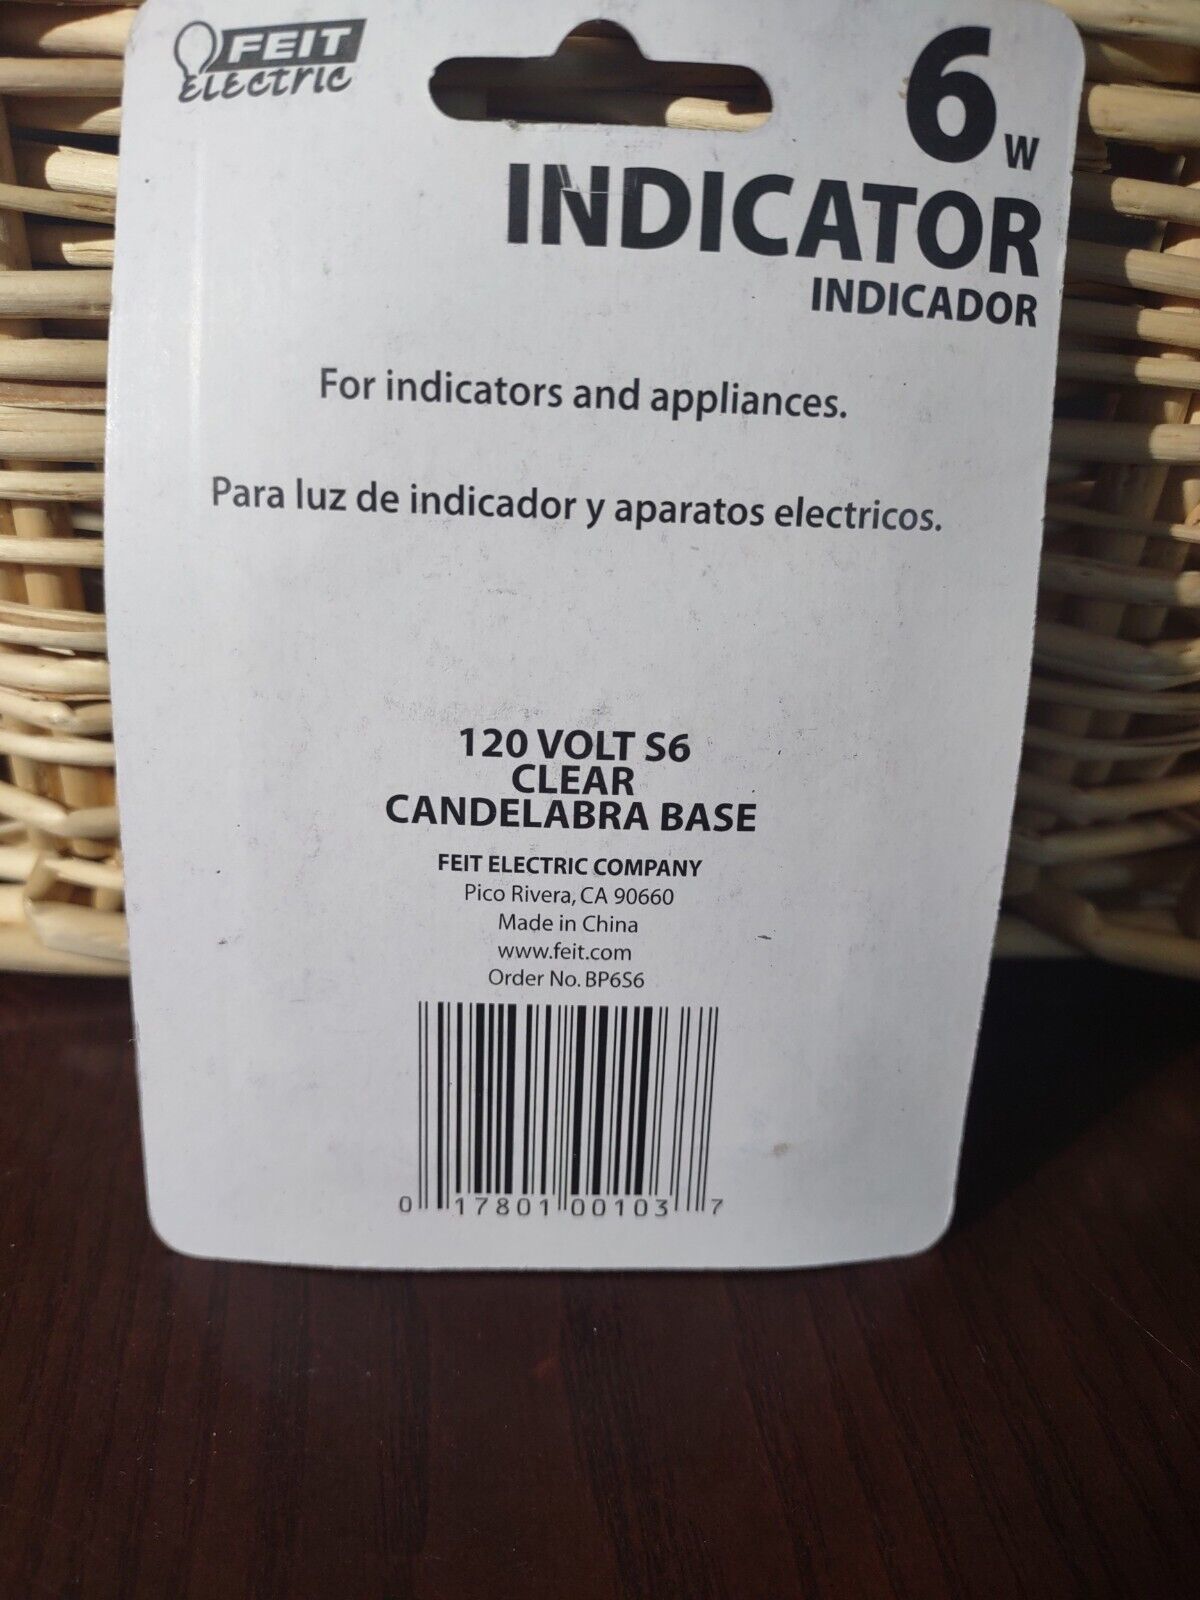 FEIT
ELECTRIC
6 W
INDICATOR
INDICADOR
For indicators and appliances.
Para luz de indicador y aparatos electricos.
120 VOLT S6
CLEAR
CANDELABRA BASE
FEIT ELECTRIC COMPANY
Pico Rivera, CA 90660
Made in China
www.feit.com
Order No. BP6S6
0 17801 00103 7